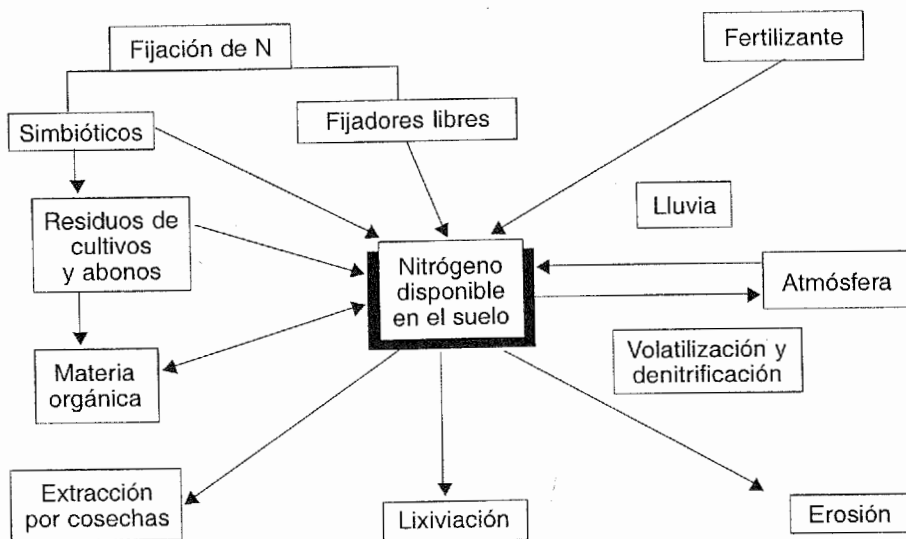 Fijación de N
Fertilizante
Simbióticos
Fijadores libres
Lluvia
Residuos de
cultivos
y abonos
Nitrógeno
disponible
en el suelo
Atmósfera
Volatilización y
denitrificación
Materia
orgánica
Extracción
por cosechas
Lixiviación
Erosión